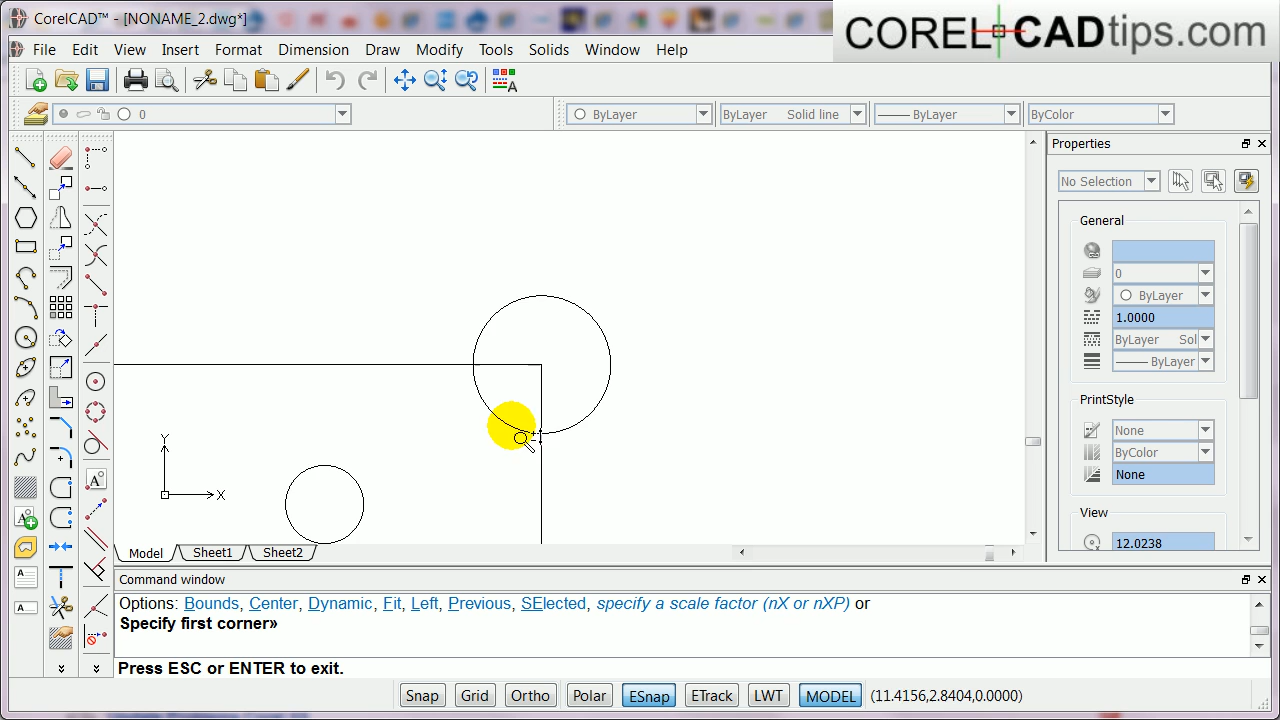 CorelCAD™ - [NONAME_2.dwg*]
COREL CADtips.com
File Edit View Insert Format Dimension Draw Modify Tools Solids Window Help
0 ByLayer ByLayer Solid line ByLayer ByColor
Properties
No Selection
General
0
ByLayer
1.0000
ByLayer Sol
ByLayer
PrintStyle
None
ByColor
None
View
12.0238
Y
X
A
A
A
A
Model Sheet1 Sheet2
Command window
Options: Bounds, Center, Dynamic, Fit, Left, Previous, SElected, specify a scale factor (nX or nXP) or
Specify first corner»
Press ESC or ENTER to exit.
Snap Grid Ortho Polar ESnap ETrack LWT MODEL (11.4156,2.8404,0.0000)